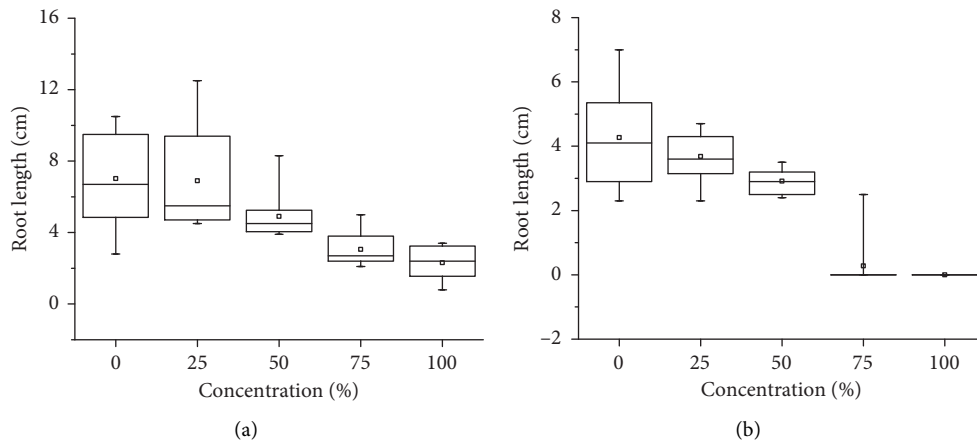 16
12
8
4
0
Root length (cm)
0 25 50 75 100
Concentration (%)
(a)
8
6
4
2
0
−2
Root length (cm)
0 25 50 75 100
Concentration (%)
(b)